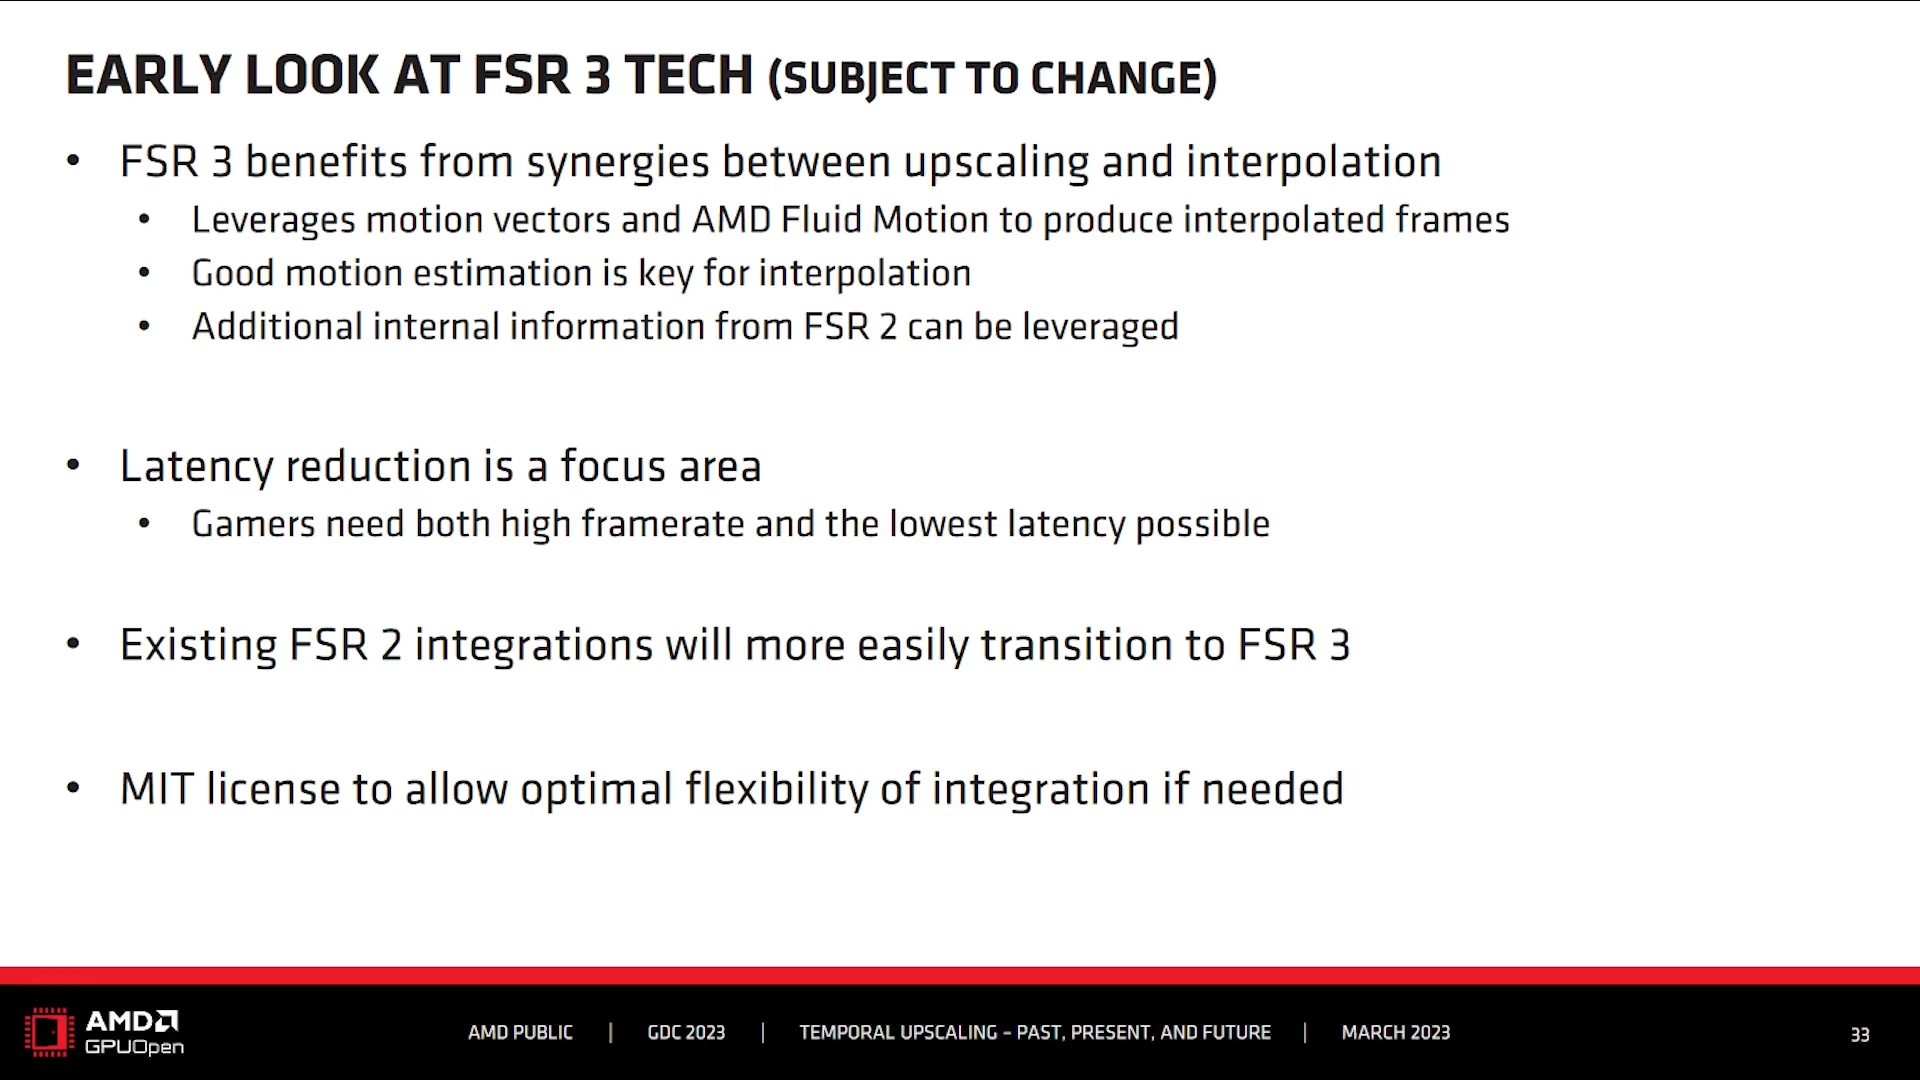 EARLY LOOK AT FSR 3 TECH (SUBJECT TO CHANGE)
• FSR 3 benefits from synergies between upscaling and interpolation
• Leverages motion vectors and AMD Fluid Motion to produce interpolated frames
• Good motion estimation is key for interpolation
• Additional internal information from FSR 2 can be leveraged
• Latency reduction is a focus area
• Gamers need both high framerate and the lowest latency possible
• Existing FSR 2 integrations will more easily transition to FSR 3
• MIT license to allow optimal flexibility of integration if needed
AMD
GPUOpen
AMD PUBLIC | GDC 2023 | TEMPORAL UPSCALING – PAST, PRESENT, AND FUTURE | MARCH 2023
33